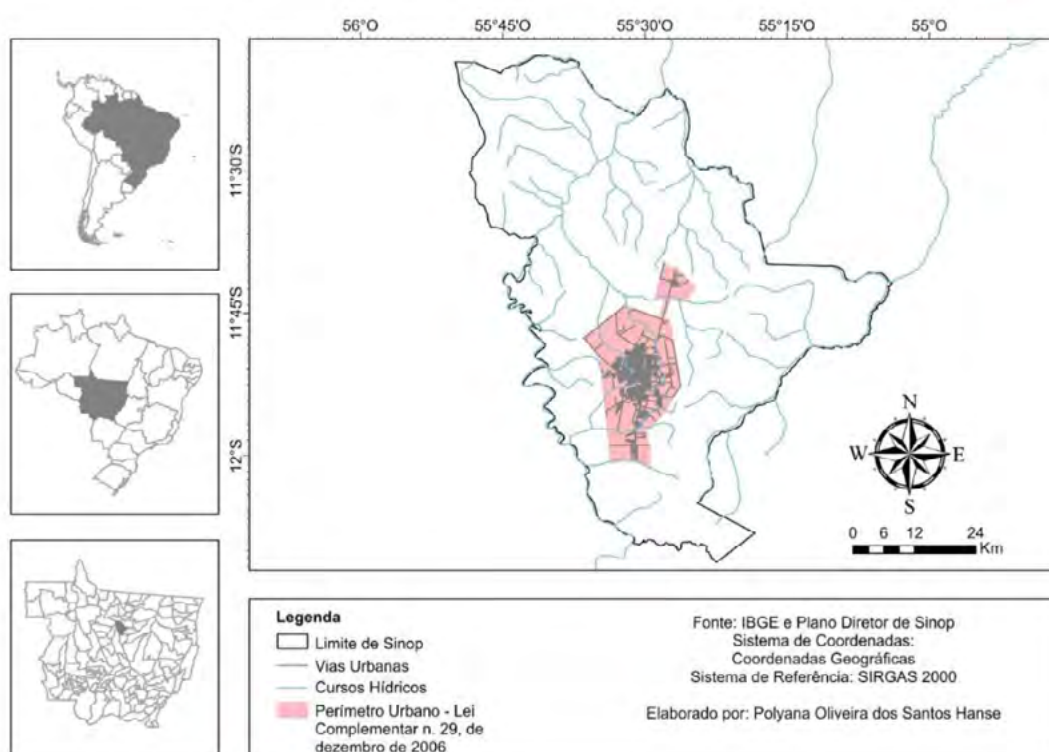 56°O 55°45'O 55°30'O 55°15'O 55°0'
11°30'S
11°45'S
12°S
N
W E
S
0 6 12 24
Km
Legenda
Limite de Sinop
Vias Urbanas
Cursos Hídricos
Perímetro Urbano - Lei
Complementar n. 29, de
dezembro de 2006
Fonte: IBGE e Plano Diretor de Sinop
Sistema de Coordenadas:
Coordenadas Geográficas
Sistema de Referência: SIRGAS 2000
Elaborado por: Polyana Oliveira dos Santos Hanse